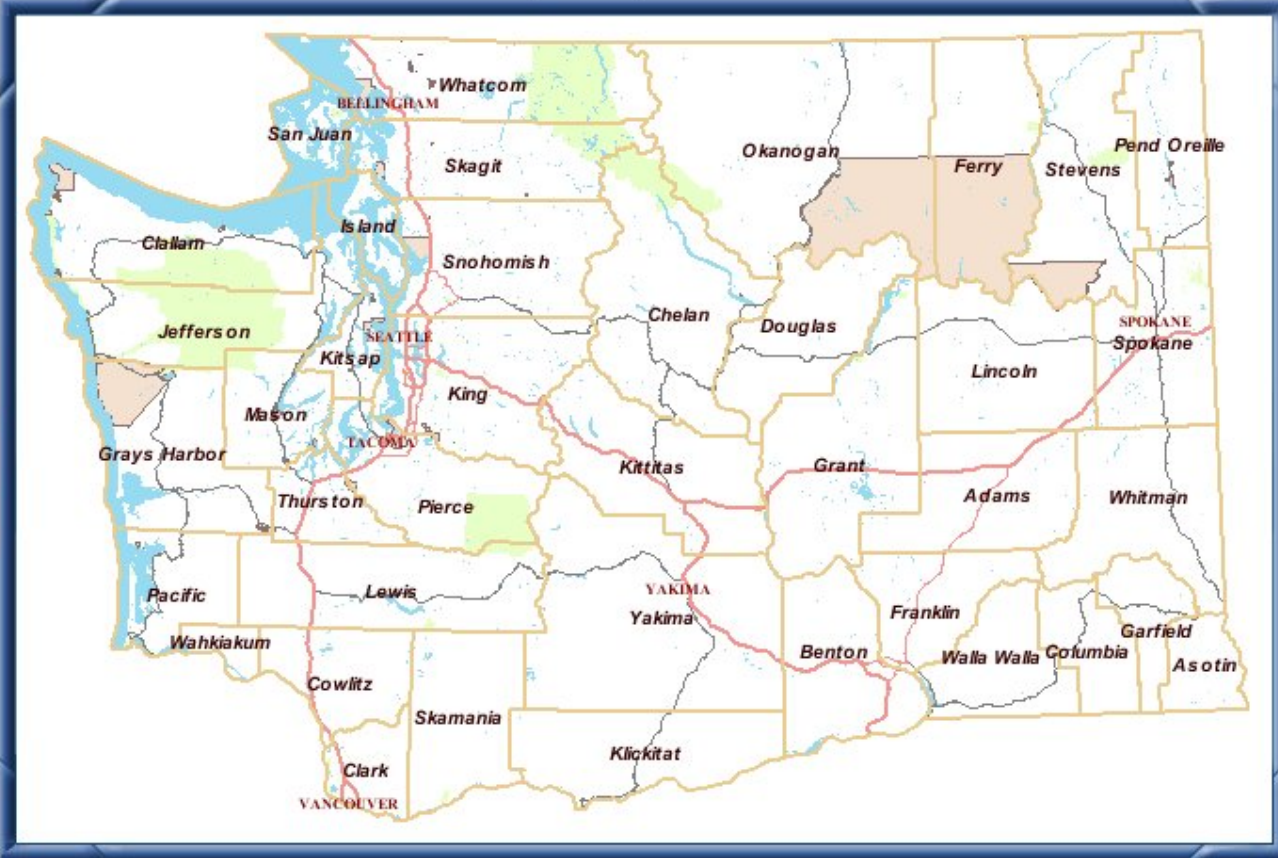 Whatcom
BELLINGHAM
San Juan
Skagit
Okanogan
Ferry
Stevens
Pend Oreille
Island
Clallam
Snohomish
Chelan
Douglas
SPOKANE
Spokane
Jefferson
SEATTLE
Kitsap
Lincoln
King
Mason
TACOMA
Grays Harbor
Kittitas
Grant
Adams
Whitman
Thurston
Pierce
Lewis
Pacific
YAKIMA
Yakima
Franklin
Garfield
Wahkiakum
Benton
Walla Walla
Columbia
Asotin
Cowlitz
Skamania
Klickitat
Clark
VANCOUVER